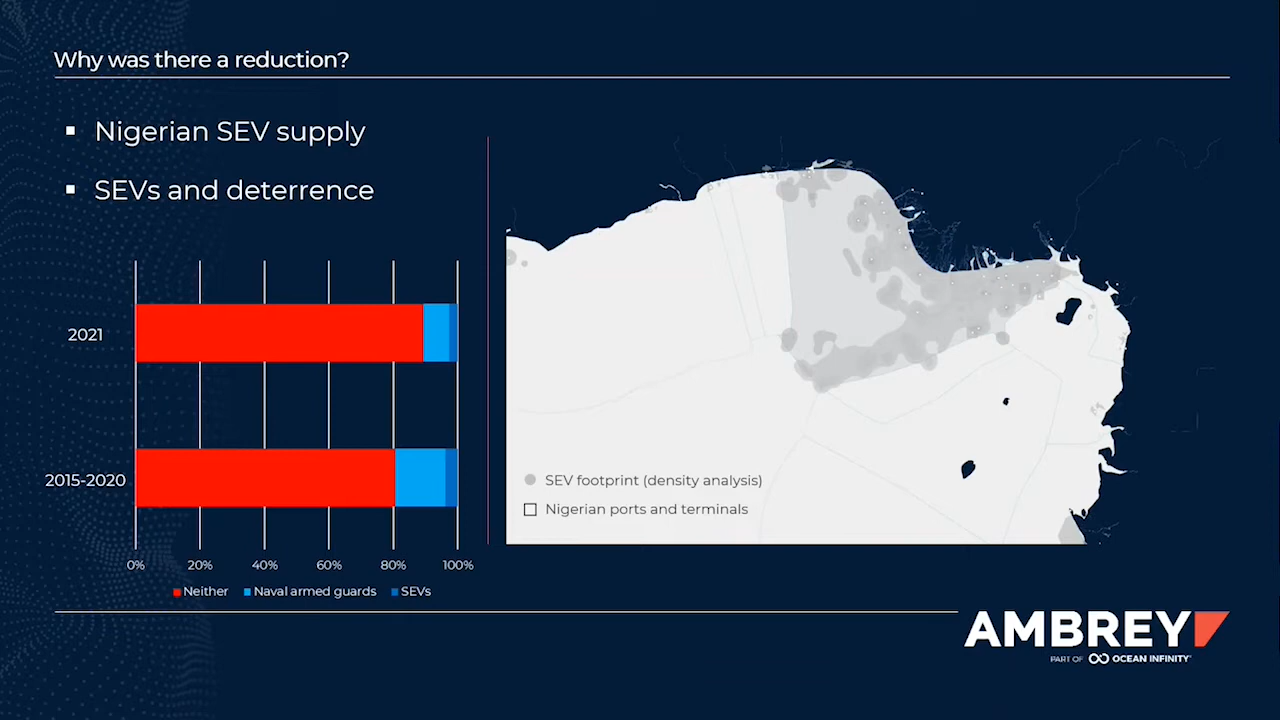 Why was there a reduction?
Nigerian SEV supply
SEVs and deterrence
2021
2015-2020
0% 20% 40% 60% 80% 100%
Neither Naval armed guards SEVs
SEV footprint (density analysis)
Nigerian ports and terminals
AMBREY
PART OF OCEAN INFINITY